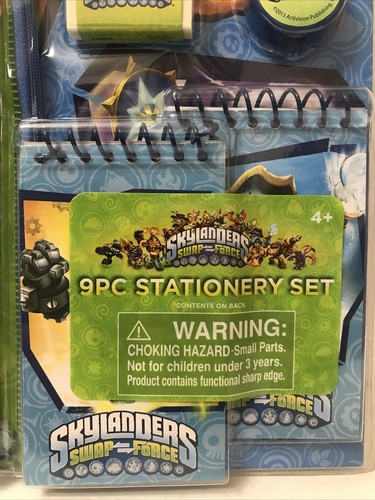 ©2013 Activision Publishing,
4+
SKYLANDERS
SWAP FORCE
9PC STATIONERY SET
*CONTENTS ON BACK
WARNING:
CHOKING HAZARD-Small Parts.
Not for children under 3 years.
Product contains functional sharp edge.
SKYLANDERS
SWAP FORCE